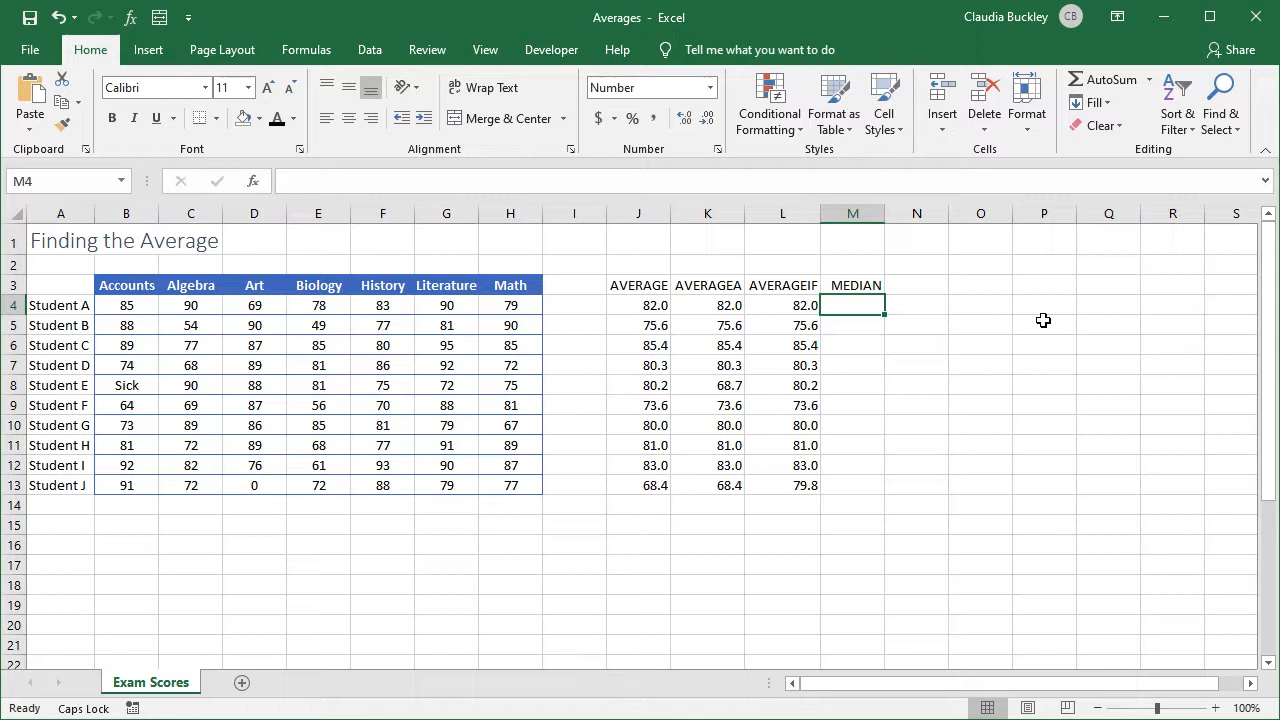 Averages - Excel
Claudia Buckley CB
File Home Insert Page Layout Formulas Data Review View Developer Help Tell me what you want to do Share
Paste
Calibri 11 A A
B I U A
Wrap Text
Merge & Center
Number
$ % , 
Conditional Formatting
Format as Table
Cell Styles
Insert Delete Format
AutoSum
Fill
Clear
Sort & Filter
Find & Select
Clipboard Font Alignment Number Styles Cells Editing
M4 fx
A B C D E F G H I J K L M N O P Q R S
1 Finding the Average
2
3 Accounts Algebra Art Biology History Literature Math AVERAGE AVERAGEA AVERAGEIF MEDIAN
4 Student A 85 90 69 78 83 90 79 82.0 82.0 82.0
5 Student B 88 54 90 49 77 81 90 75.6 75.6 75.6
6 Student C 89 77 87 85 80 95 85 85.4 85.4 85.4
7 Student D 74 68 89 81 86 92 72 80.3 80.3 80.3
8 Student E Sick 90 88 81 75 72 75 80.2 68.7 80.2
9 Student F 64 69 87 56 70 88 81 73.6 73.6 73.6
10 Student G 73 89 86 85 81 79 67 80.0 80.0 80.0
11 Student H 81 72 89 68 77 91 89 81.0 81.0 81.0
12 Student I 92 82 76 61 93 90 87 83.0 83.0 83.0
13 Student J 91 72 0 72 88 79 77 68.4 68.4 79.8
14
15
16
17
18
19
20
21
22
Exam Scores
Ready Caps Lock 100%